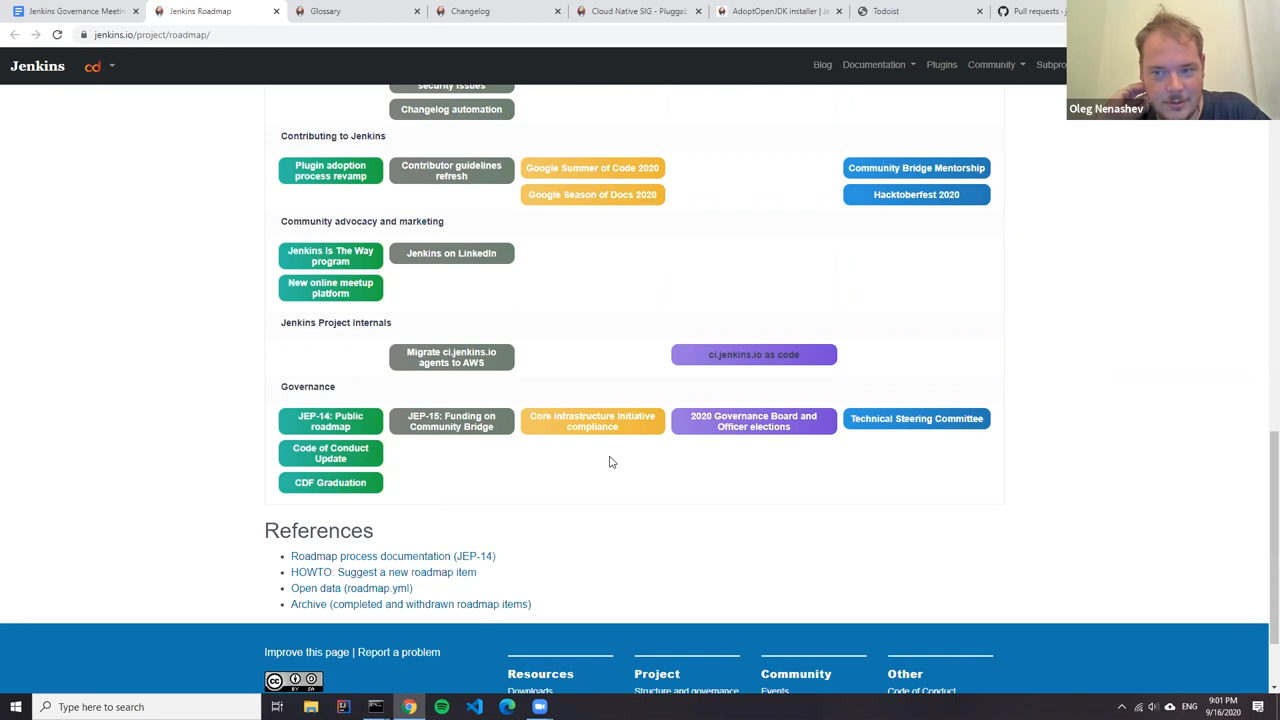 Jenkins Governance Meetin
Jenkins Roadmap
Glossary
Changelog
Cloud Native SIG - Pluggab
AdoptOpenJDK installer | Je
Todoist
Pull requests · j
jenkins.io/project/roadmap/
Jenkins
cd
Blog
Documentation
Plugins
Community
Subpro
Oleg Nenashev
security issues
Changelog automation
Contributing to Jenkins
Plugin adoption
process revamp
Contributor guidelines
refresh
Google Summer of Code 2020
Community Bridge Mentorship
Google Season of Docs 2020
Hacktoberfest 2020
Community advocacy and marketing
Jenkins Is The Way
program
Jenkins on LinkedIn
New online meetup
platform
Jenkins Project Internals
Migrate ci.jenkins.io
agents to AWS
ci.jenkins.io as code
Governance
JEP-14: Public
roadmap
JEP-15: Funding on
Community Bridge
Core Infrastructure Initiative
compliance
2020 Governance Board and
Officer elections
Technical Steering Committee
Code of Conduct
Update
CDF Graduation
References
Roadmap process documentation (JEP-14)
HOWTO: Suggest a new roadmap item
Open data (roadmap.yml)
Archive (completed and withdrawn roadmap items)
Improve this page | Report a problem
cc
BY SA
Resources
Project
Community
Other
Downloads
Structure and governance
Events
Code of Conduct
Type here to search
9:01 PM
9/16/2020